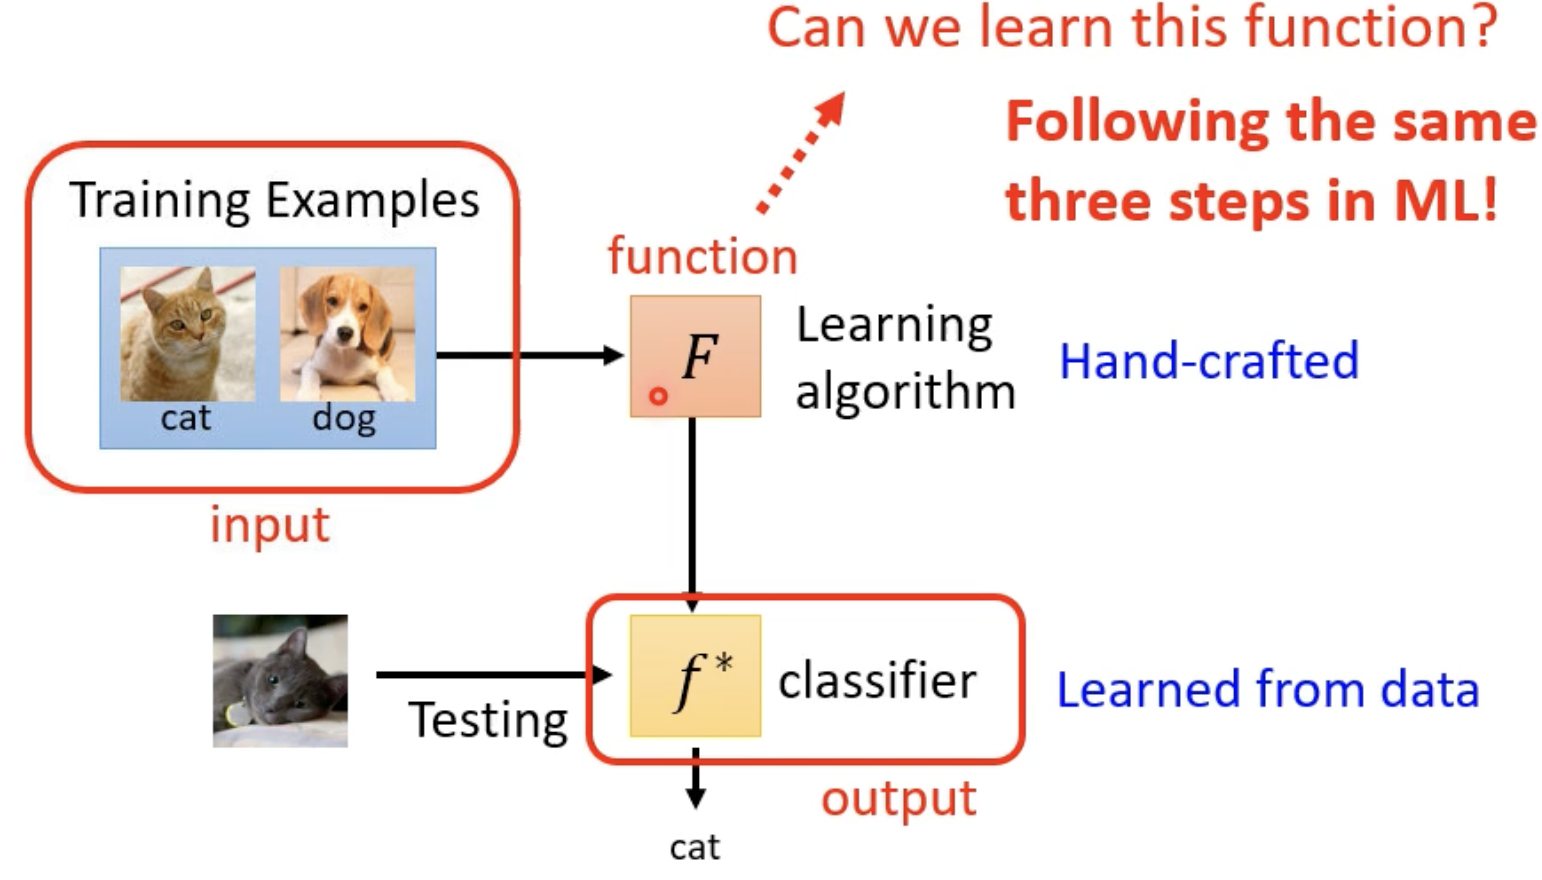 Can we learn this function?
Following the same
three steps in ML!
Training Examples
cat
dog
input
function
F
Learning
algorithm
Hand-crafted
Testing
f*
classifier
Learned from data
output
cat